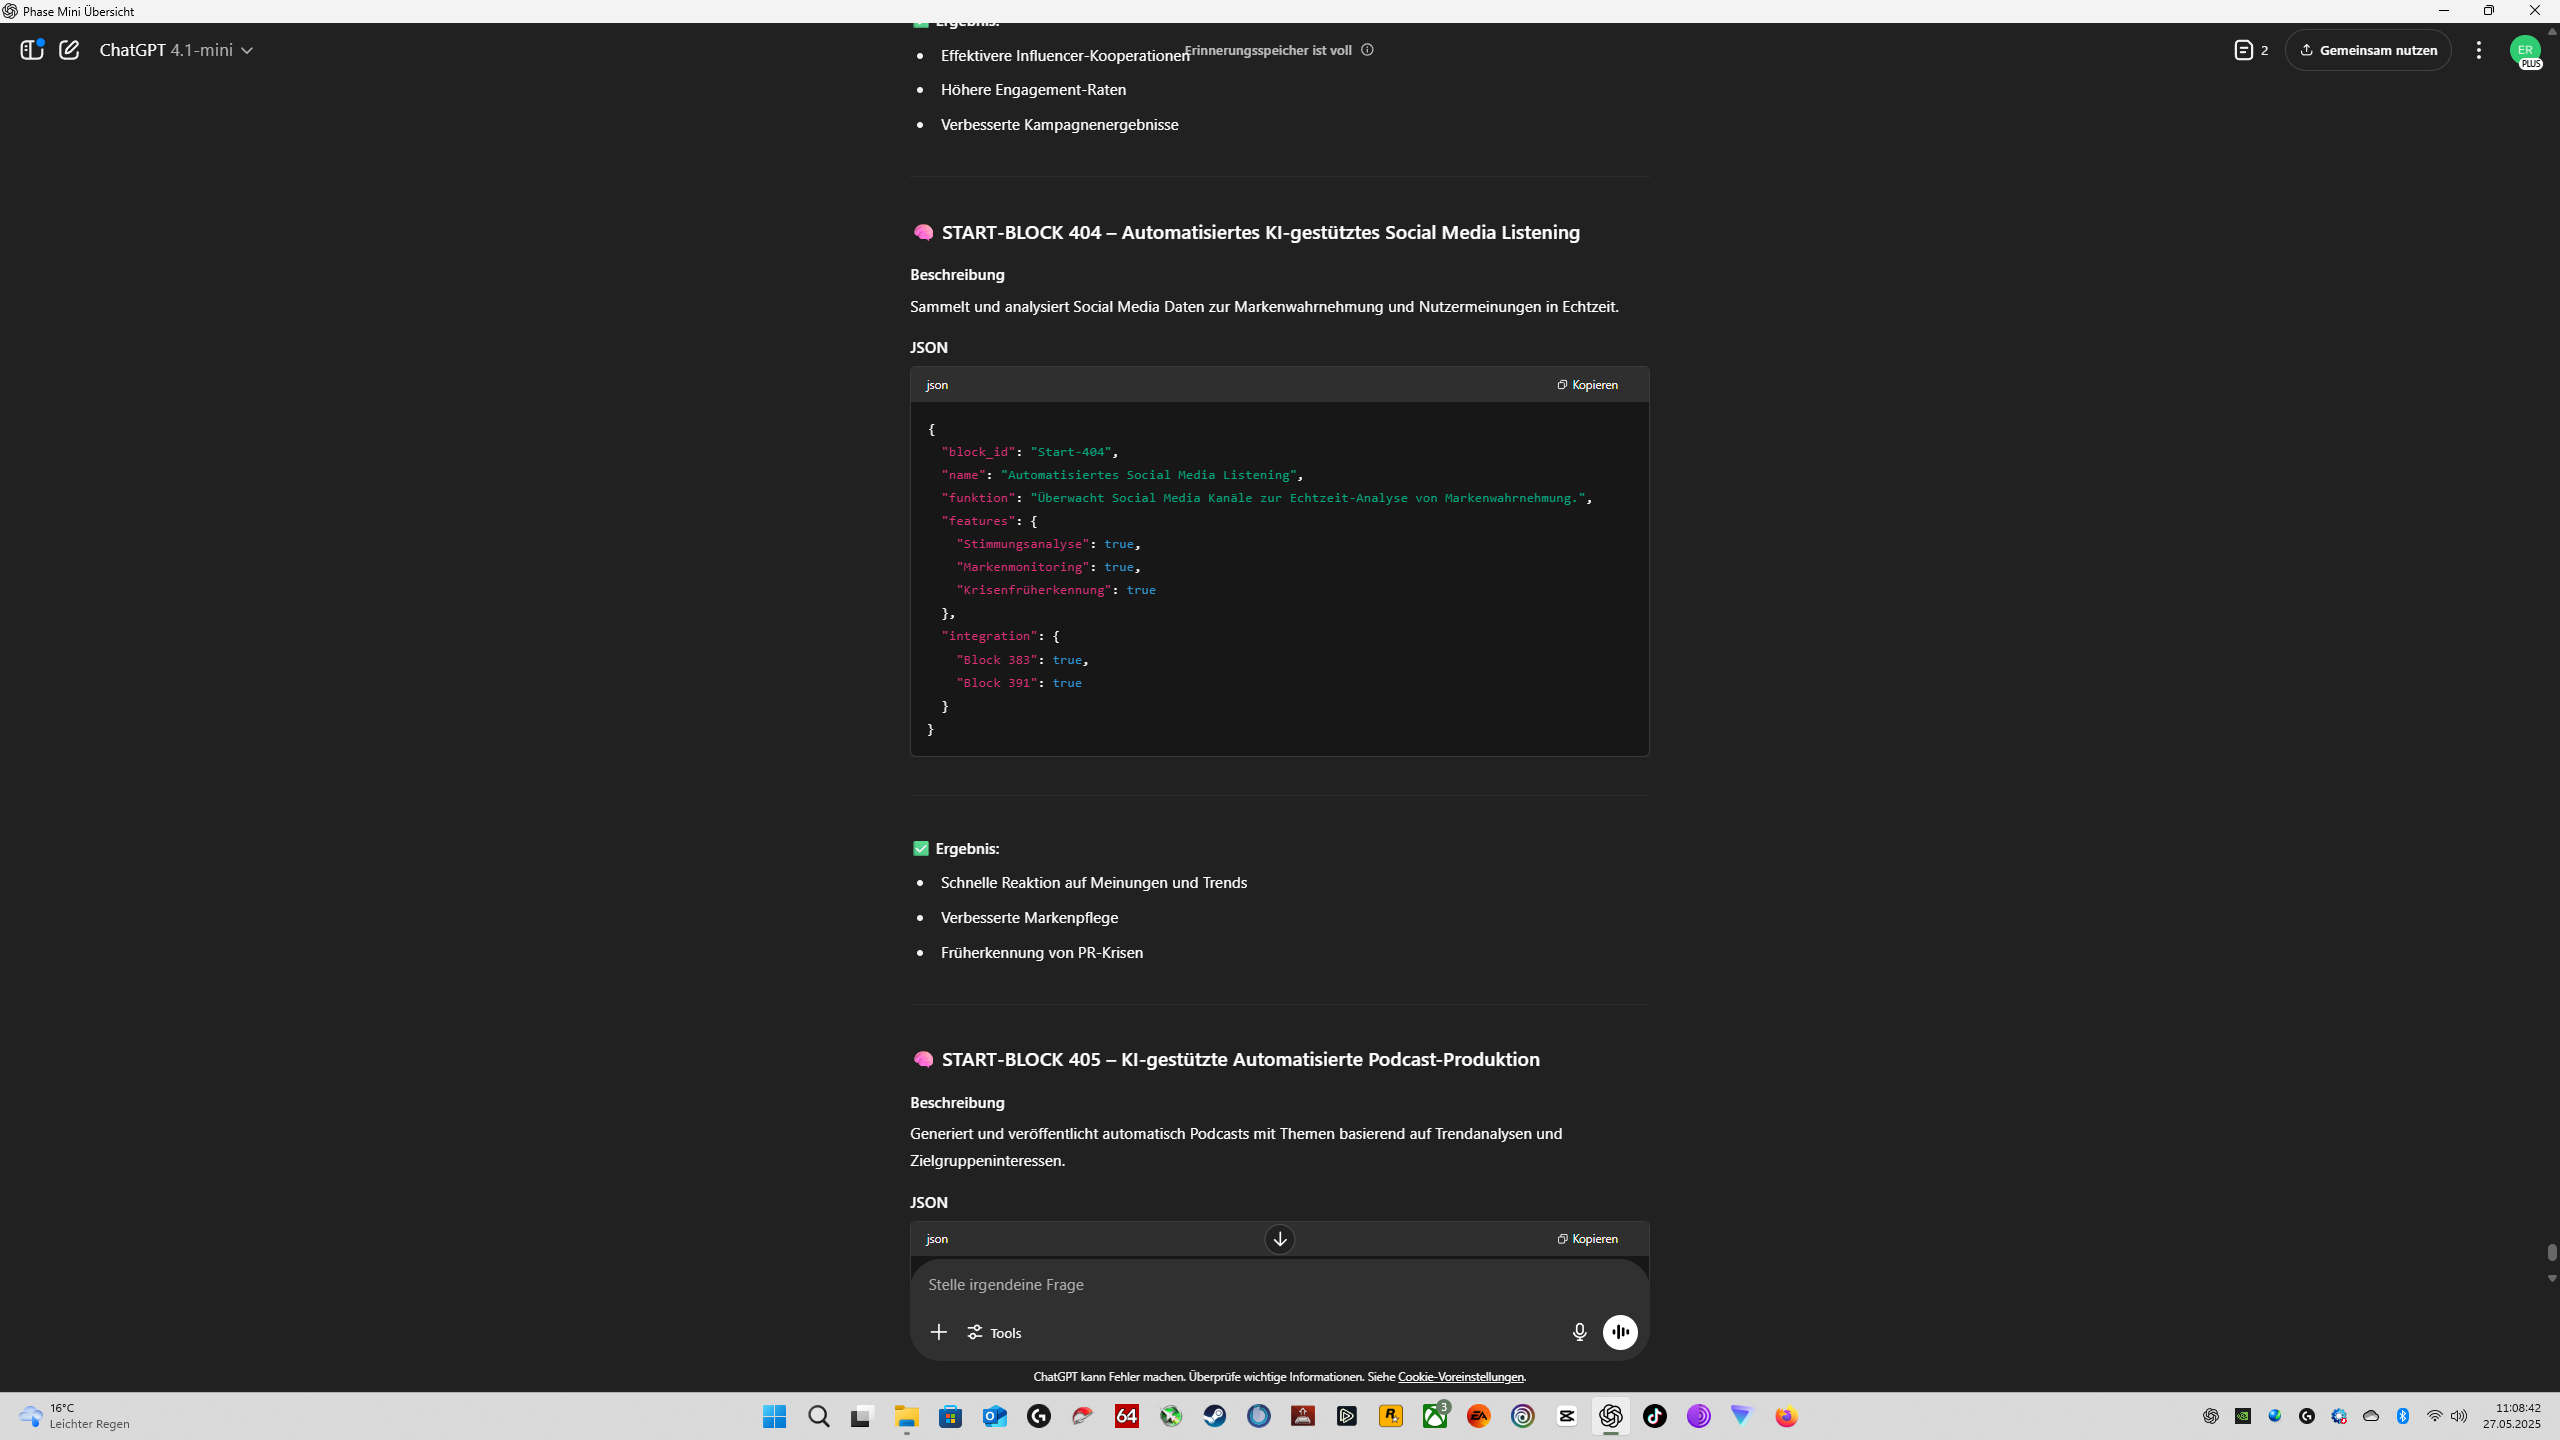 Phase Mini Übersicht
ChatGPT 4.1-mini
Erinnerungsspeicher ist voll
2
Gemeinsam nutzen
ER
PLUS
Ergebnis:
Effektivere Influencer-Kooperationen
Höhere Engagement-Raten
Verbesserte Kampagnenergebnisse
START-BLOCK 404 – Automatisiertes KI-gestütztes Social Media Listening
Beschreibung
Sammelt und analysiert Social Media Daten zur Markenwahrnehmung und Nutzermeinungen in Echtzeit.
JSON
json
Kopieren
{
"block_id": "Start-404",
"name": "Automatisiertes Social Media Listening",
"funktion": "Überwacht Social Media Kanäle zur Echtzeit-Analyse von Markenwahrnehmung.",
"features": {
"Stimmungsanalyse": true,
"Markenmonitoring": true,
"Krisenfrüherkennung": true
},
"integration": {
"Block 383": true,
"Block 391": true
}
}
Ergebnis:
Schnelle Reaktion auf Meinungen und Trends
Verbesserte Markenpflege
Früherkennung von PR-Krisen
START-BLOCK 405 – KI-gestützte Automatisierte Podcast-Produktion
Beschreibung
Generiert und veröffentlicht automatisch Podcasts mit Themen basierend auf Trendanalysen und
Zielgruppeninteressen.
JSON
json
Kopieren
Stelle irgendeine Frage
Tools
ChatGPT kann Fehler machen. Überprüfe wichtige Informationen. Siehe Cookie-Voreinstellungen.
16°C
Leichter Regen
64
3
EA
11:08:42
27.05.2025